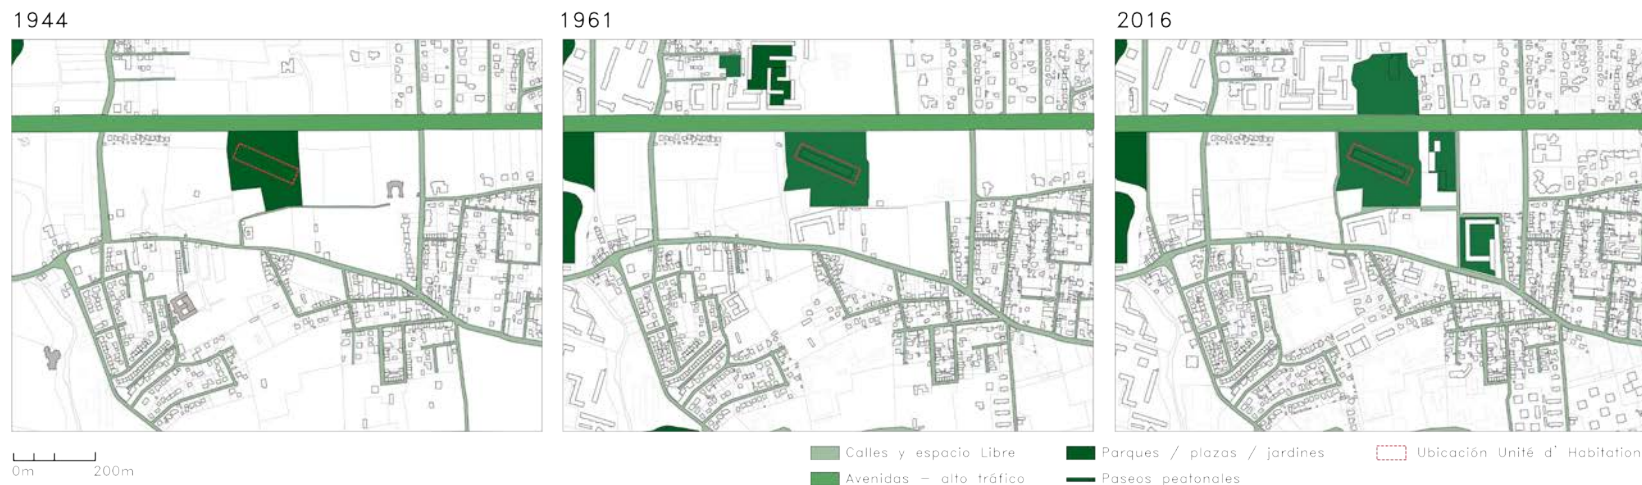 1944
1961
2016
0m 200m
Calles y espacio Libre
Parques / plazas / jardines
Ubicación Unité d' Habitation
Avenidas – alto tráfico
Paseos peatonales